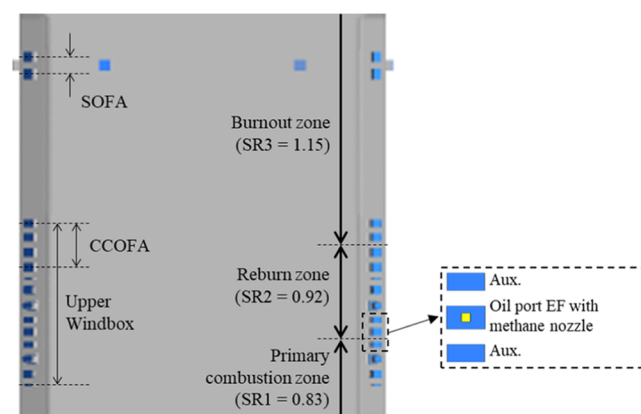 SOFA
Burnout zone
(SR3 = 1.15)
CCOFA
Upper
Windbox
Reburn zone
(SR2 = 0.92)
Primary
combustion zone
(SR1 = 0.83)
Aux.
Oil port EF with
methane nozzle
Aux.